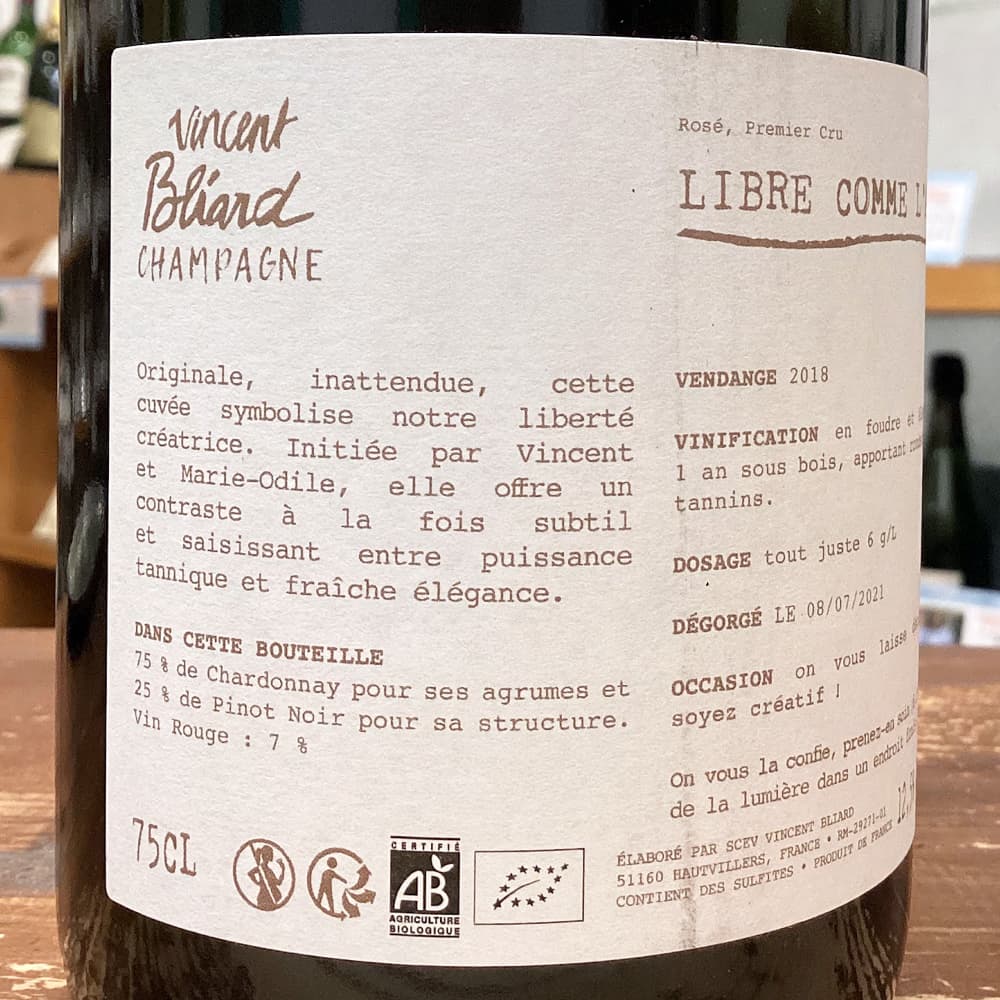 Vincent
Bliard
CHAMPAGNE
Originale, inattendue, cette
cuvée symbolise notre liberté
créatrice. Initiée par Vincent
et Marie-Odile, elle offre un
contraste à la fois subtil
et saisissant entre puissance
tannique et fraîche élégance.
DANS CETTE BOUTEILLE
75 % de Chardonnay pour ses agrumes et
25 % de Pinot Noir pour sa structure.
Vin Rouge : 7 %
75CL
CERTIFIÉ
AB
AGRICULTURE
BIOLOGIQUE
Rosé, Premier Cru
LIBRE COMME L'
VENDANGE 2018
VINIFICATION en foudre et
1 an sous bois, apportant
tannins.
DOSAGE tout juste 6 g/L
DÉGORGÉ LE 08/07/2021
OCCASION on vous laisse
soyez créatif !
On vous la confie, prenez-en soin
de la lumière dans un endroit
ÉLABORÉ PAR SCEV VINCENT BLIARD
51160 HAUTVILLERS, FRANCE • RM-29271-01
CONTIENT DES SULFITES • PRODUIT DE FRANCE